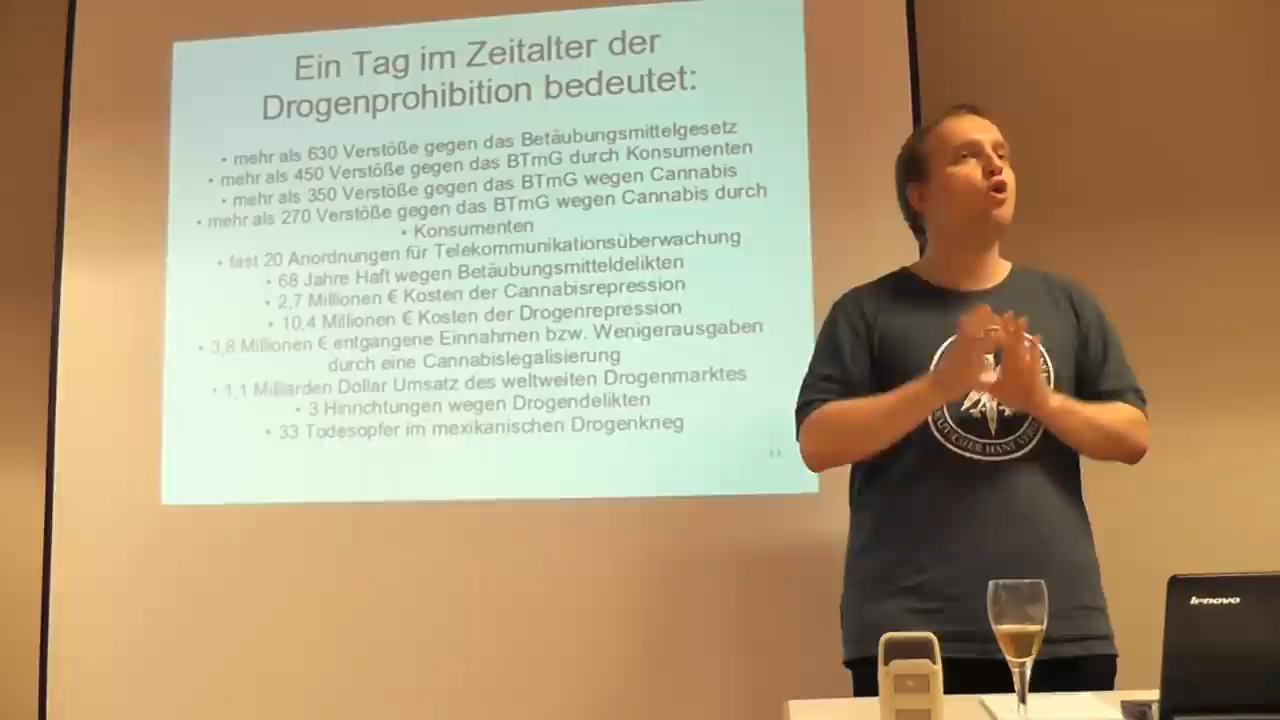 Ein Tag im Zeitalter der
Drogenprohibition bedeutet:
• mehr als 630 Verstöße gegen das Betäubungsmittelgesetz
• mehr als 450 Verstöße gegen das BTmG durch Konsumenten
• mehr als 350 Verstöße gegen das BTmG wegen Cannabis
• mehr als 270 Verstöße gegen das BTmG wegen Cannabis durch
• Konsumenten
• fast 20 Anordnungen für Telekommunikationsüberwachung
• 68 Jahre Haft wegen Betäubungsmitteldelikten
• 2,7 Millionen € Kosten der Cannabisrepression
• 10,4 Millionen € Kosten der Drogenrepression
• 3,8 Millionen € entgangene Einnahmen bzw. Wenigerausgaben
durch eine Cannabislegalisierung
• 1,1 Milliarden Dollar Umsatz des weltweiten Drogenmarktes
• 3 Hinrichtungen wegen Drogendelikten
• 33 Todesopfer im mexikanischen Drogenkrieg
HANF
lenovo